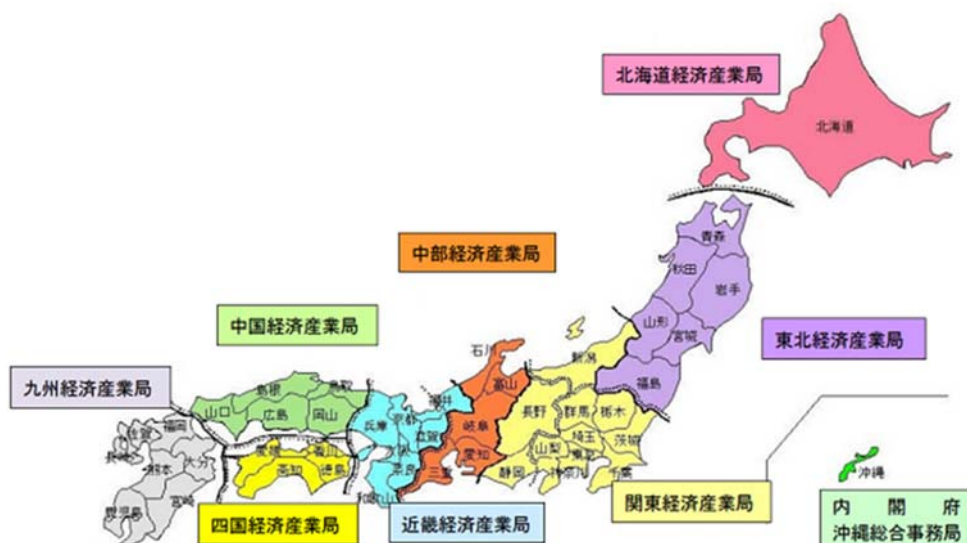 北海道経済産業局
北海道
中部経済産業局
青森
秋田
岩手
中国経済産業局
山形
宮城
東北経済産業局
石川
新潟
福島
九州経済産業局
島根
鳥取
福井
富山
山口
広島
岡山
兵庫
京都
滋賀
岐阜
長野
群馬
栃木
佐賀
福岡
長崎
大分
熊本
愛媛
香川
高知
徳島
大阪
奈良
愛知
三重
山梨
埼玉
茨城
東京
静岡
神奈川
千葉
沖縄
鹿児島
宮崎
和歌山
四国経済産業局
近畿経済産業局
関東経済産業局
内閣府
沖縄総合事務局